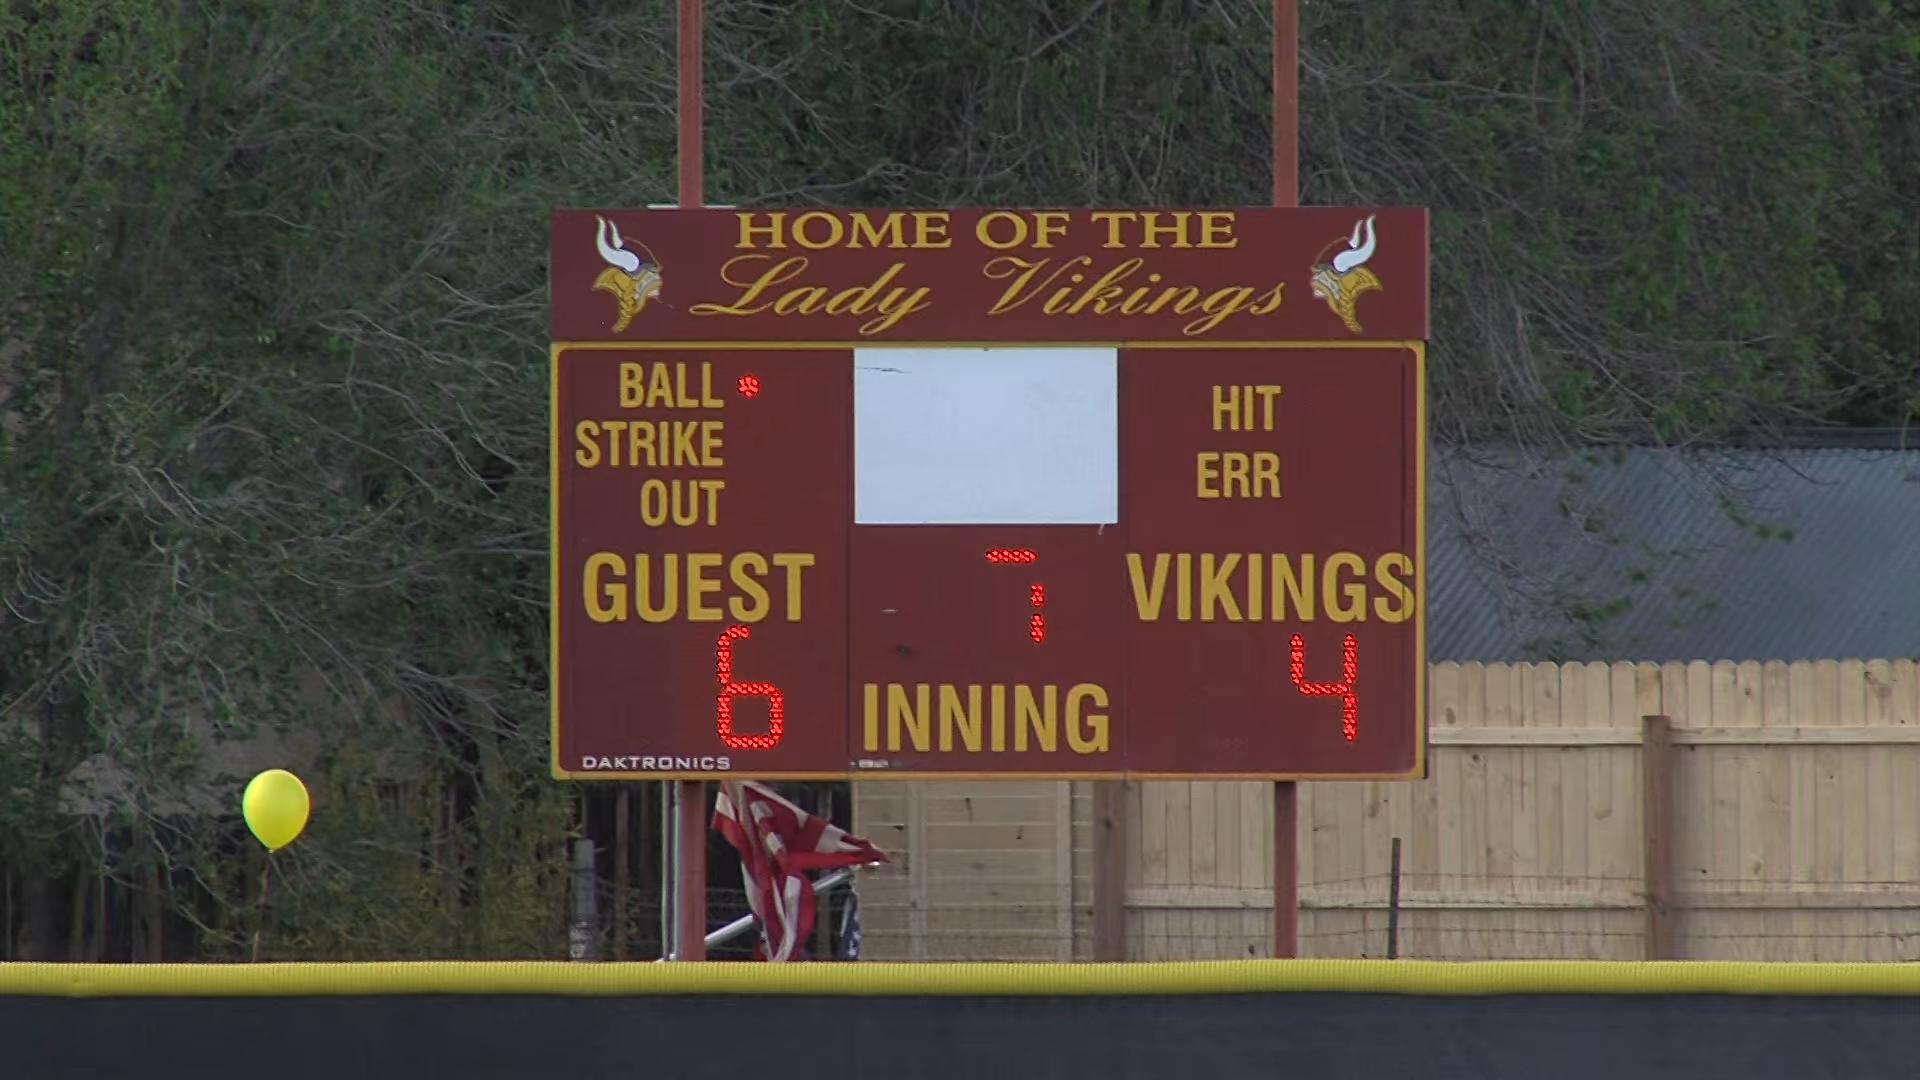 HOME OF THE
Lady Vikings
BALL
STRIKE
OUT
HIT
ERR
GUEST
7
VIKINGS
6
INNING
4
DAKTRONICS